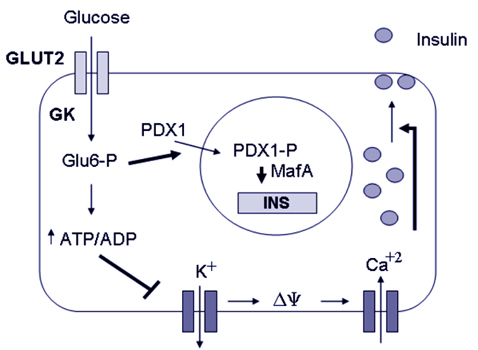 Glucose
GLUT2
GK
Glu6-P
↑ ATP/ADP
PDX1
PDX1-P
MafA
INS
Insulin
K+
ΔΨ
Ca+2